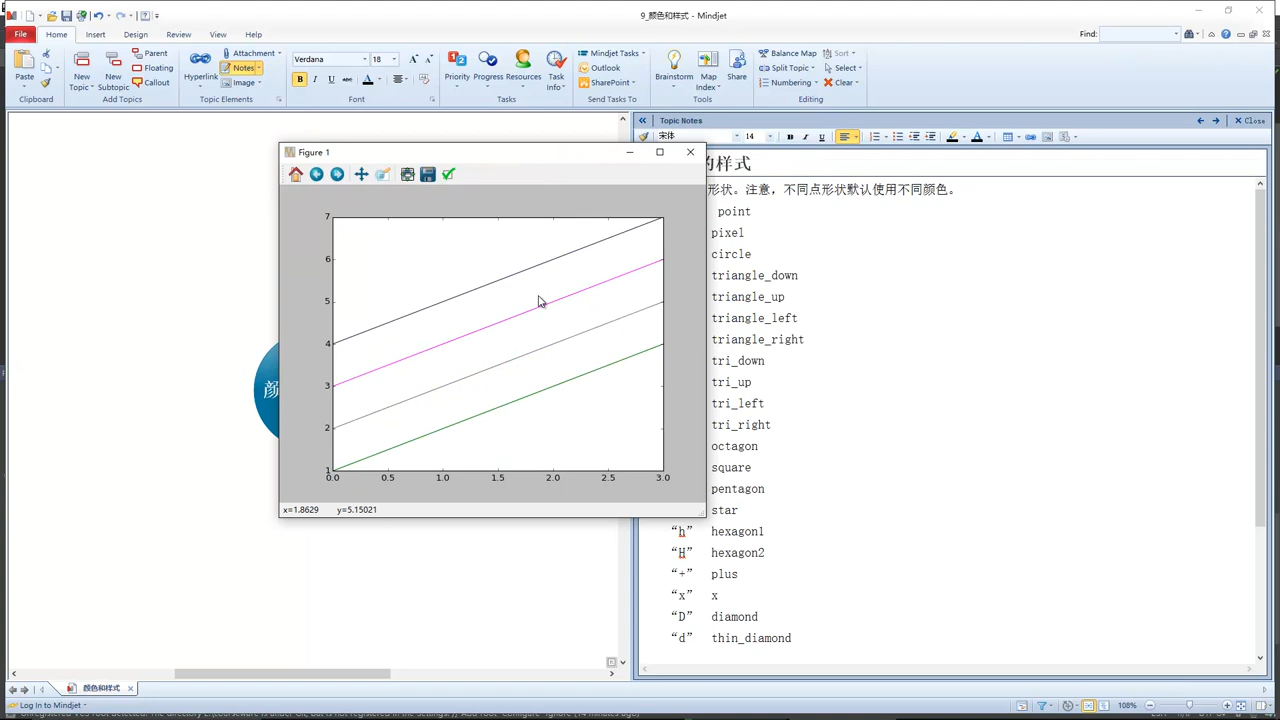 9_颜色和样式 - Mindjet
File Home Insert Design Review View Help Find:
Paste New Topic New Subtopic Parent Floating Callout Hyperlink Attachment Notes Image Verdana 18 Priority Progress Resources Task Info Mindjet Tasks Outlook SharePoint Brainstorm Map Index Share Balance Map Split Topic Numbering Sort Select Clear
Clipboard Add Topics Topic Elements Font Tasks Send Tasks To Tools Editing
Topic Notes Close
宋体 14
Figure 1
的样式
形状。注意，不同点形状默认使用不同颜色。
point
pixel
circle
triangle_down
triangle_up
triangle_left
triangle_right
tri_down
tri_up
tri_left
tri_right
octagon
square
pentagon
star
“h” hexagon1
“H” hexagon2
“+” plus
“x” x
“D” diamond
“d” thin_diamond
颜
7
6
5
4
3
2
1
0.0 0.5 1.0 1.5 2.0 2.5 3.0
x=1.8629 y=5.15021
颜色和样式
Log In to Mindjet 108%